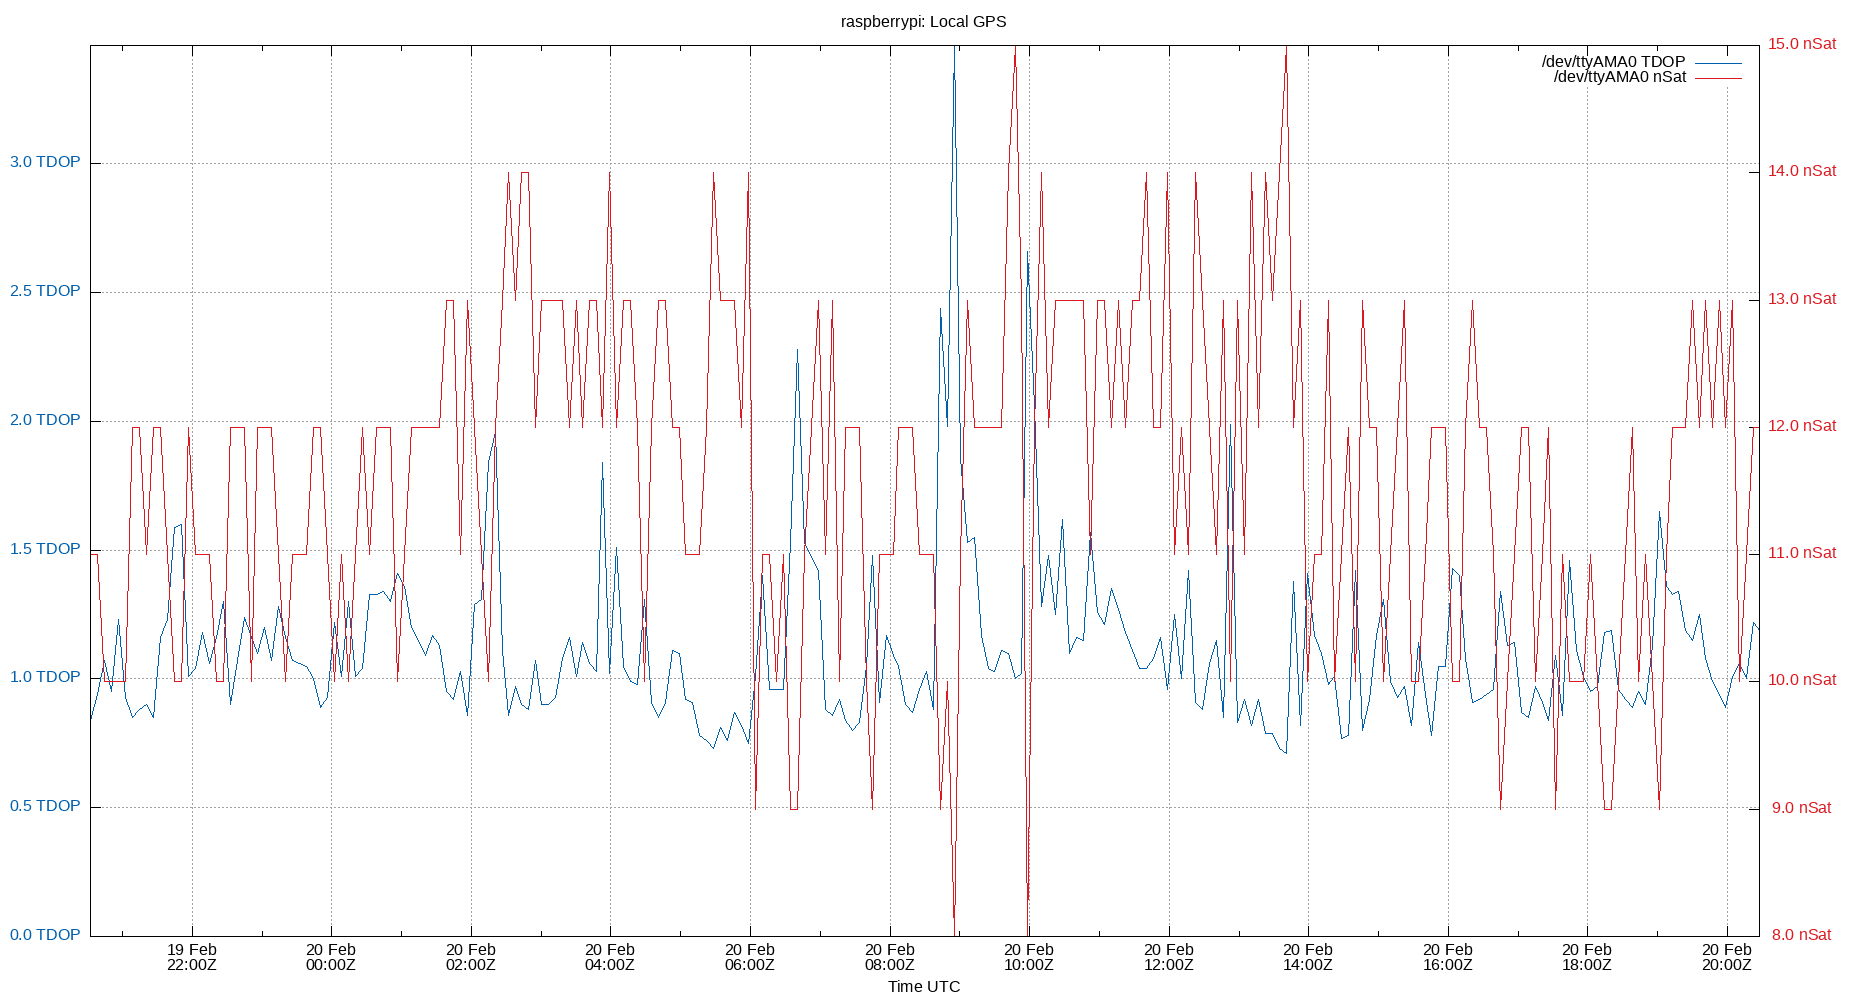 raspberrypi: Local GPS
/dev/ttyAMA0 TDOP
/dev/ttyAMA0 nSat
3.0 TDOP
2.5 TDOP
2.0 TDOP
1.5 TDOP
1.0 TDOP
0.5 TDOP
0.0 TDOP
15.0 nSat
14.0 nSat
13.0 nSat
12.0 nSat
11.0 nSat
10.0 nSat
9.0 nSat
8.0 nSat
19 Feb
22:00Z
20 Feb
00:00Z
20 Feb
02:00Z
20 Feb
04:00Z
20 Feb
06:00Z
20 Feb
08:00Z
20 Feb
10:00Z
20 Feb
12:00Z
20 Feb
14:00Z
20 Feb
16:00Z
20 Feb
18:00Z
20 Feb
20:00Z
Time UTC